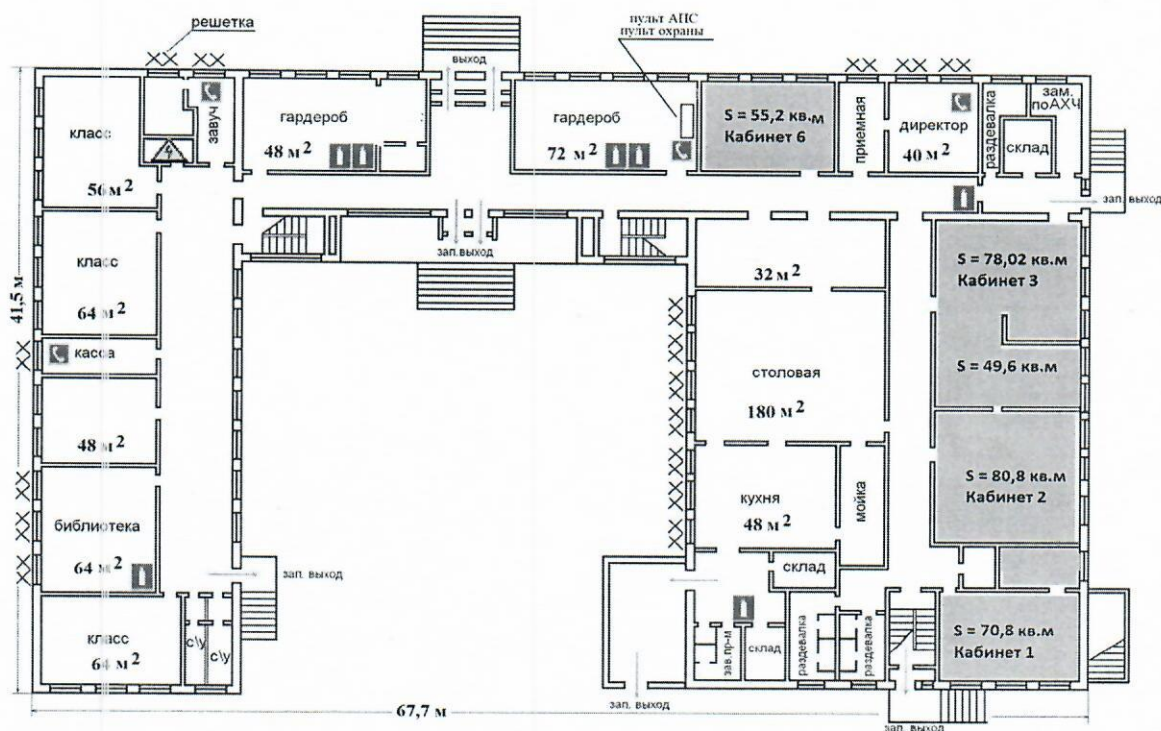 решетка
пульт АПС
пульт охраны
выход
класс
56 м²
4
завуч
гардероб
48 м²
гардероб
72 м²
S = 55,2 кв.м
Кабинет 6
приемная
директор
40 м²
раздевалка
зам.
поАХЧ
склад
зап. выход
41,5 м
класс
64 м²
зап.выход
32 м²
S = 78,02 кв.м
Кабинет 3
касса
столовая
180 м²
S = 49,6 кв.м
48 м²
кухня
48 м²
мойка
S = 80,8 кв.м
Кабинет 2
библиотека
64 м²
зап. выход
склад
класс
64 м²
с\у
с\у
зав.пр-м
склад
раздевалка
раздевалка
S = 70,8 кв.м
Кабинет 1
67,7 м
зап. выход
зап. выход